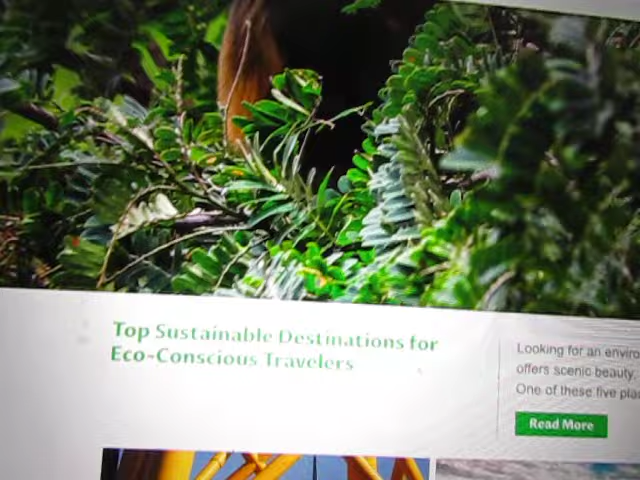 Top Sustainable Destinations for
Eco-Conscious Travelers
Looking for an enviro
offers scenic beauty,
One of these five pla
Read More